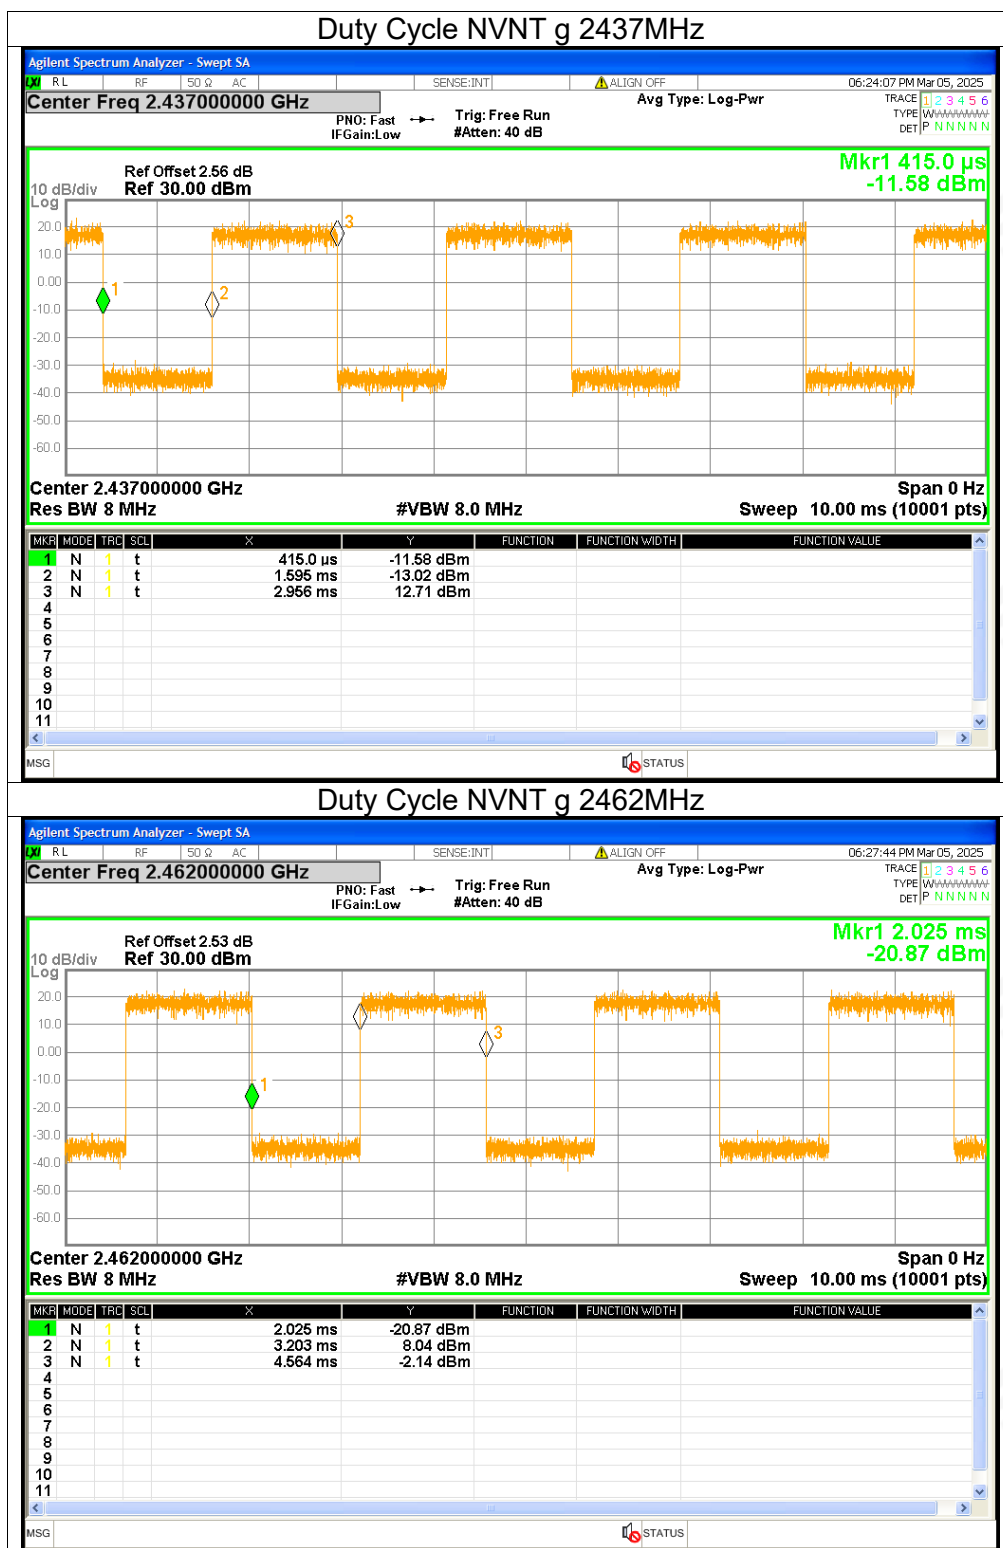 Duty Cycle NVNT g 2437MHz
Agilent Spectrum Analyzer - Swept SA
LXI RL RF 50 Ω AC SENSE:INT ALIGN OFF 06:24:07 PM Mar 05, 2025
Center Freq 2.437000000 GHz Avg Type: Log-Pwr TRACE 1 2 3 4 5 6
PNO: Fast Trig: Free Run TYPE W
IFGain:Low #Atten: 40 dB DET P N N N N N
Mkr1 415.0 µs
-11.58 dBm
Ref Offset 2.56 dB
10 dB/div Ref 30.00 dBm
Log
20.0
10.0
0.00
-10.0
-20.0
-30.0
-40.0
-50.0
-60.0
1
2
3
Center 2.437000000 GHz Span 0 Hz
Res BW 8 MHz #VBW 8.0 MHz Sweep 10.00 ms (10001 pts)
MKR MODE TRC SCL X Y FUNCTION FUNCTION WIDTH FUNCTION VALUE
1 N 1 t 415.0 µs -11.58 dBm
2 N 1 t 1.595 ms -13.02 dBm
3 N 1 t 2.956 ms 12.71 dBm
4
5
6
7
8
9
10
11
MSG STATUS
Duty Cycle NVNT g 2462MHz
Agilent Spectrum Analyzer - Swept SA
LXI RL RF 50 Ω AC SENSE:INT ALIGN OFF 06:27:44 PM Mar 05, 2025
Center Freq 2.462000000 GHz Avg Type: Log-Pwr TRACE 1 2 3 4 5 6
PNO: Fast Trig: Free Run TYPE W
IFGain:Low #Atten: 40 dB DET P N N N N N
Mkr1 2.025 ms
-20.87 dBm
Ref Offset 2.53 dB
10 dB/div Ref 30.00 dBm
Log
20.0
10.0
0.00
-10.0
-20.0
-30.0
-40.0
-50.0
-60.0
1
3
Center 2.462000000 GHz Span 0 Hz
Res BW 8 MHz #VBW 8.0 MHz Sweep 10.00 ms (10001 pts)
MKR MODE TRC SCL X Y FUNCTION FUNCTION WIDTH FUNCTION VALUE
1 N 1 t 2.025 ms -20.87 dBm
2 N 1 t 3.203 ms 8.04 dBm
3 N 1 t 4.564 ms -2.14 dBm
4
5
6
7
8
9
10
11
MSG STATUS